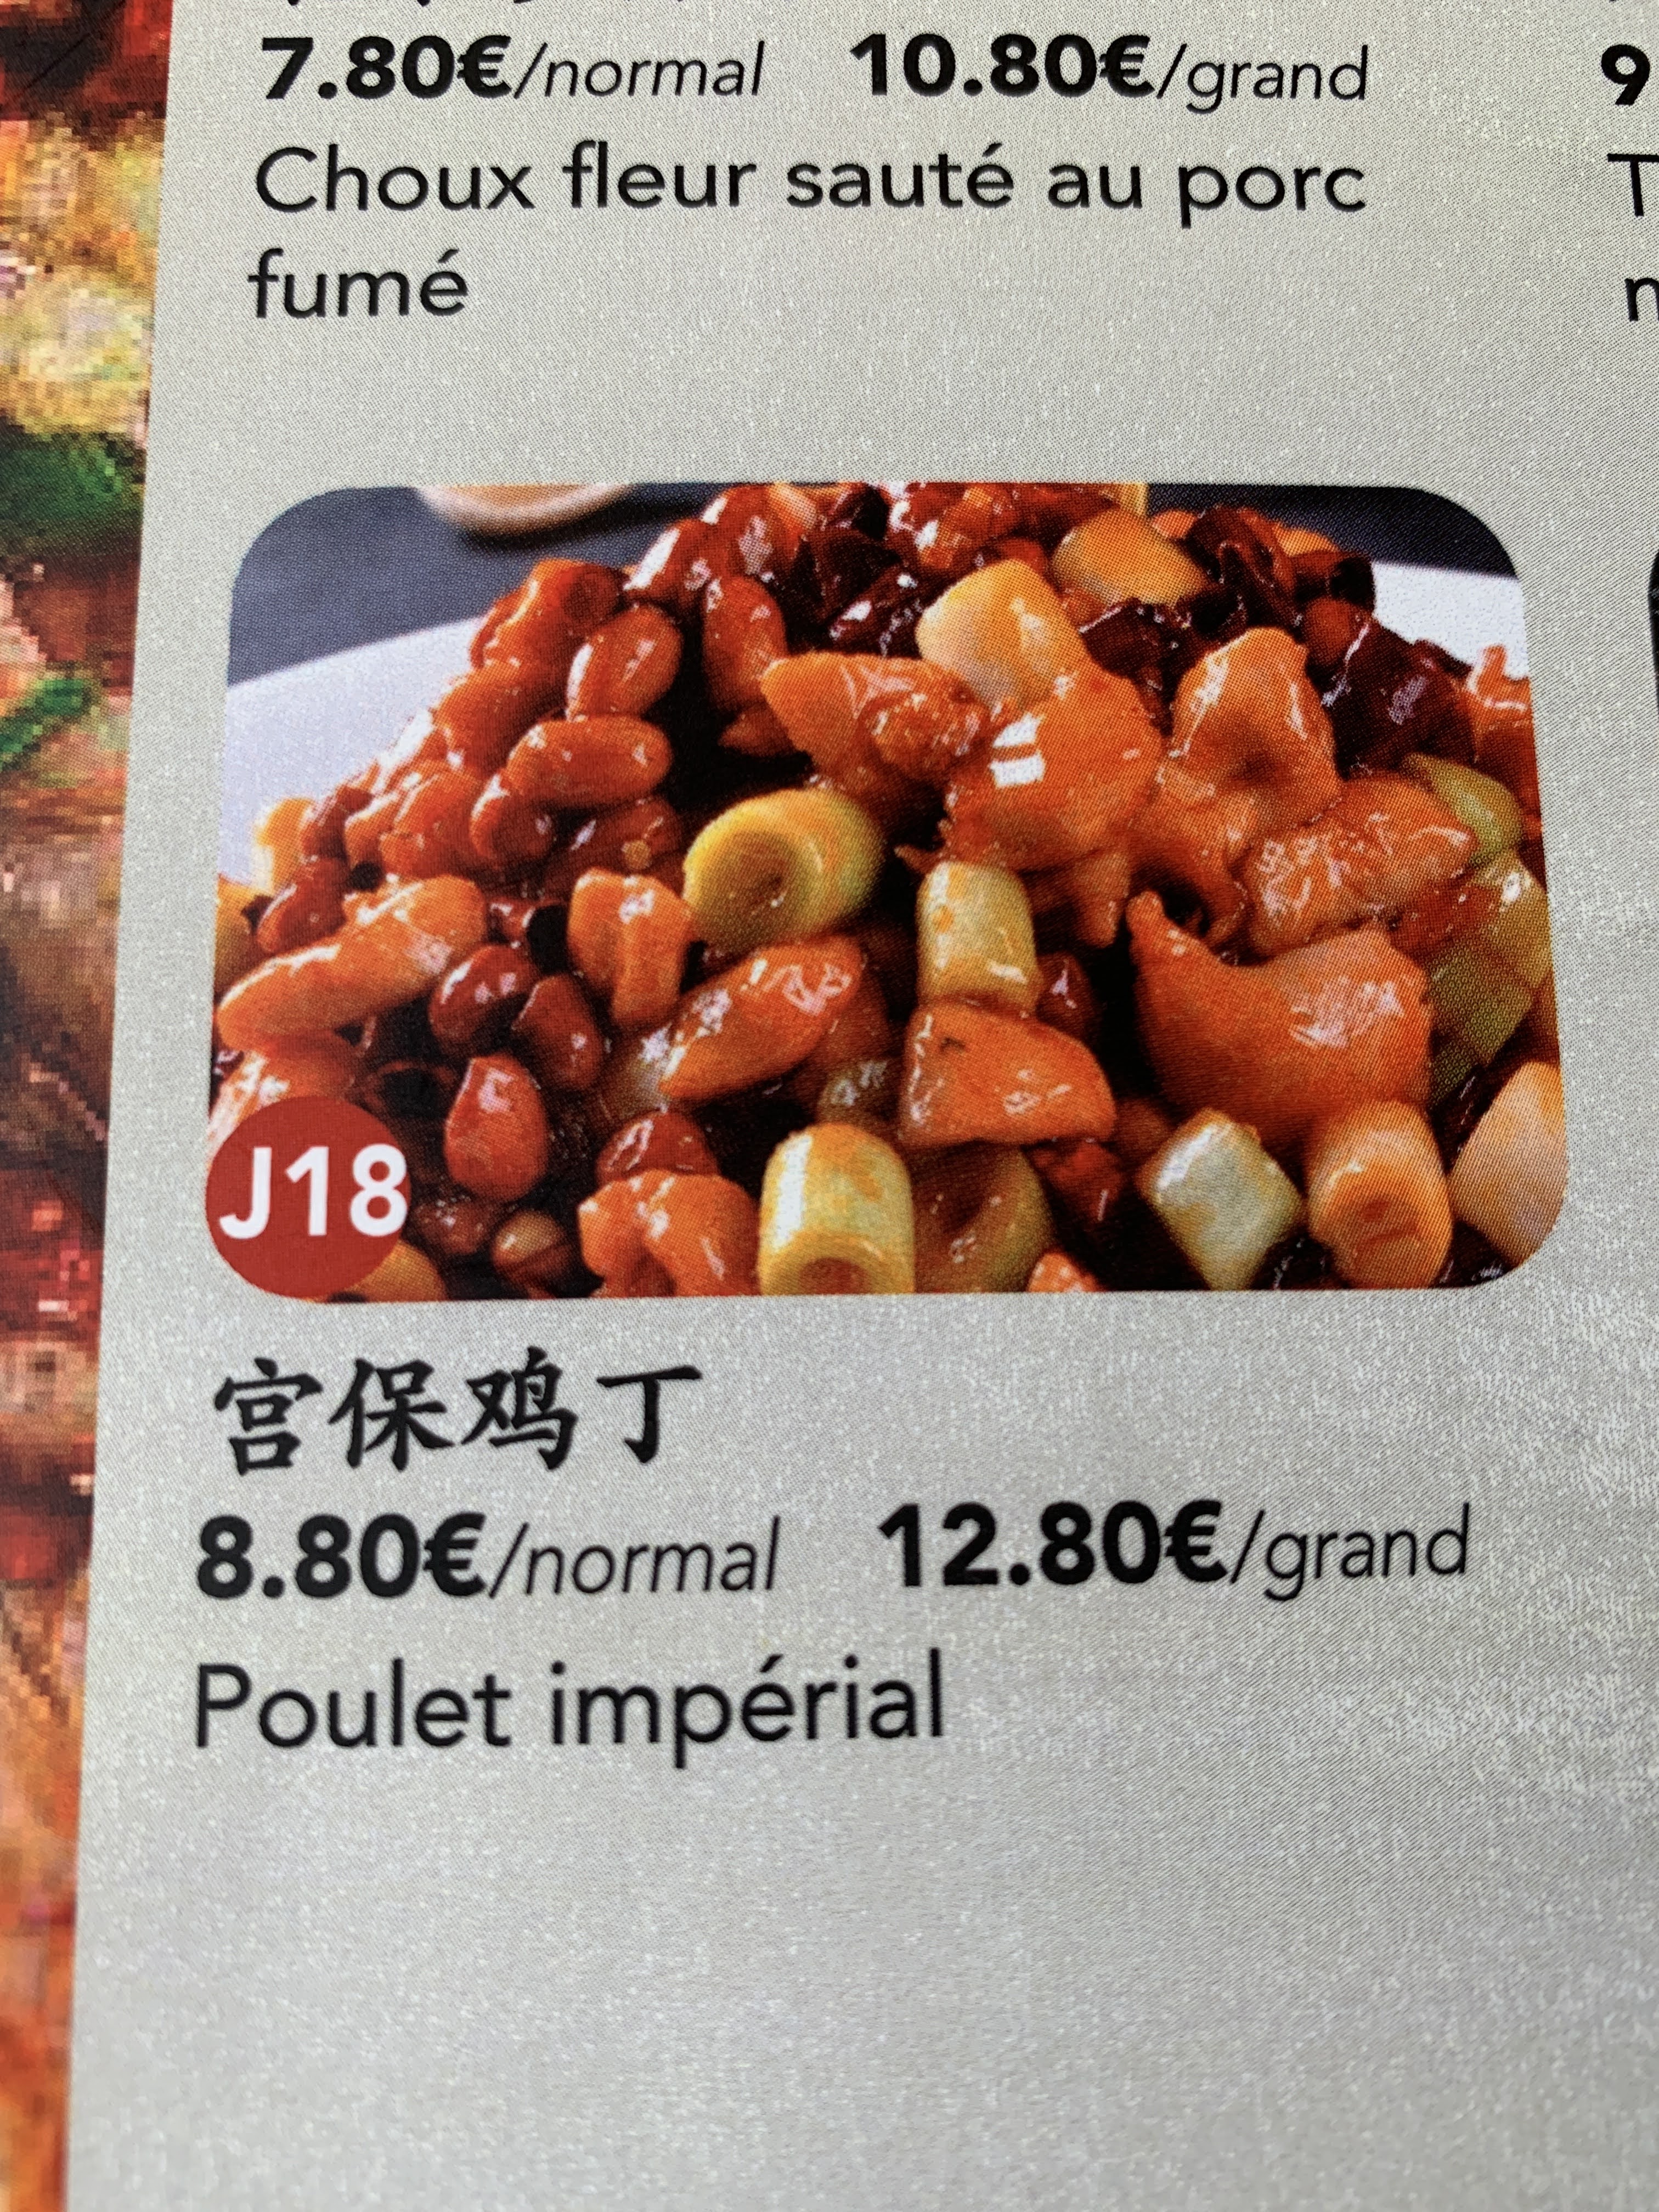 7.80€/normal 10.80€/grand
Choux fleur sauté au porc
fumé
9
T
J18
宫保鸡丁
8.80€/normal 12.80€/grand
Poulet impérial